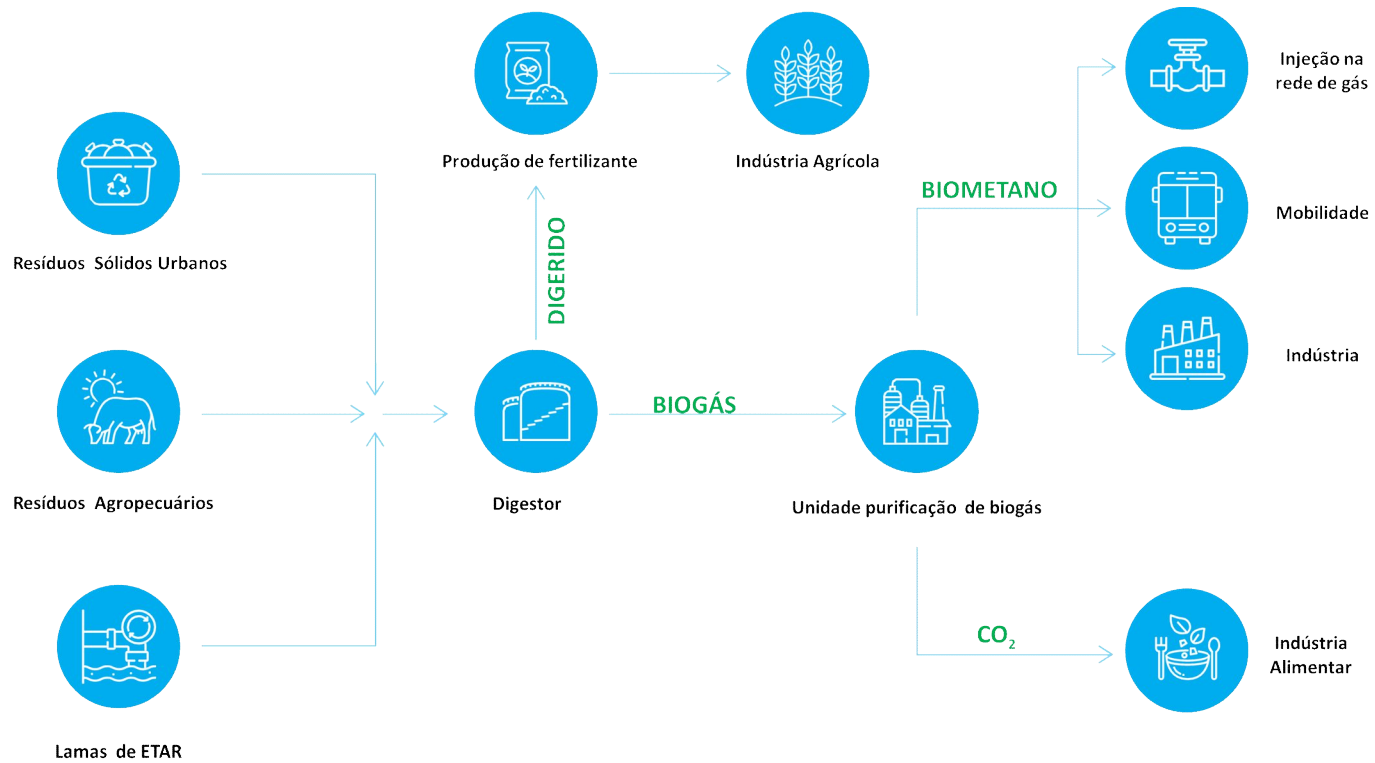 Injeção na
rede de gás
Produção de fertilizante
Indústria Agrícola
BIOMETANO
Mobilidade
Resíduos Sólidos Urbanos
DIGERIDO
Indústria
BIOGÁS
Resíduos Agropecuários
Digestor
Unidade purificação de biogás
CO₂
Indústria
Alimentar
Lamas de ETAR